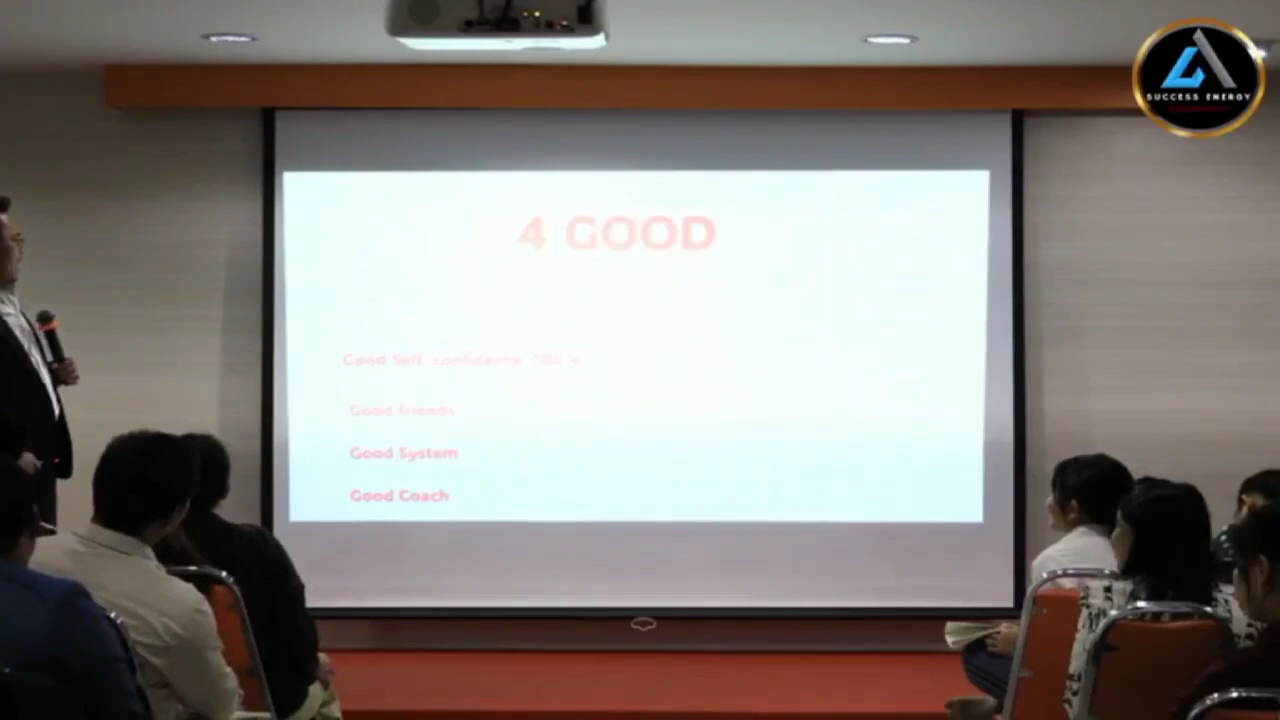 SUCCESS ENERGY
4 GOOD
Good Self confidence 100 %
Good friends
Good System
Good Coach